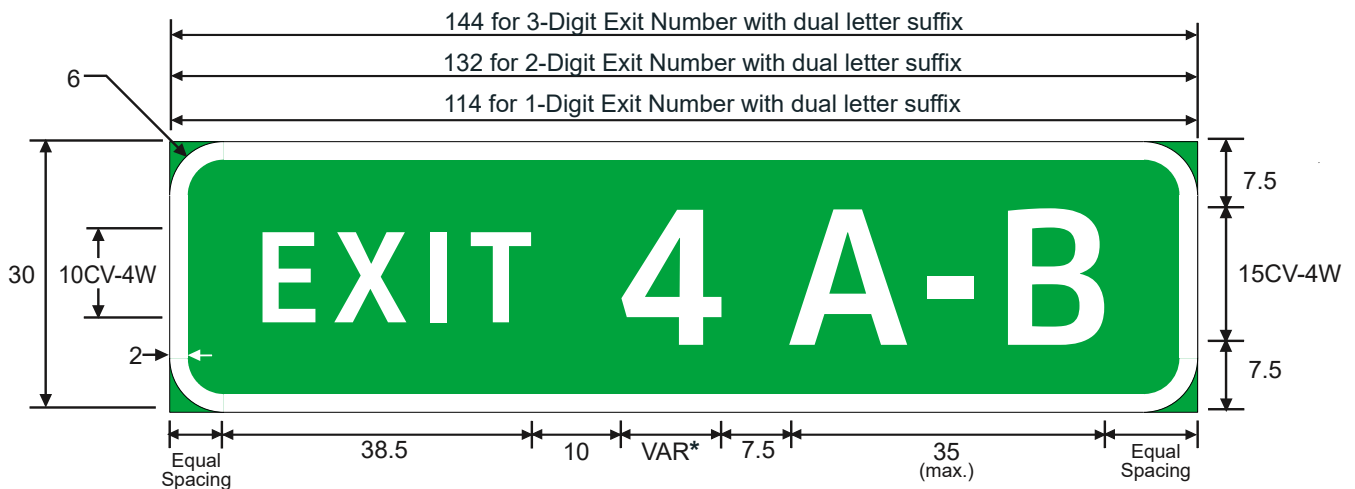 144 for 3-Digit Exit Number with dual letter suffix
132 for 2-Digit Exit Number with dual letter suffix
114 for 1-Digit Exit Number with dual letter suffix
6
30
10CV-4W
2
EXIT 4 A-B
7.5
15CV-4W
7.5
Equal
Spacing
38.5
10
VAR*
7.5
35
(max.)
Equal
Spacing